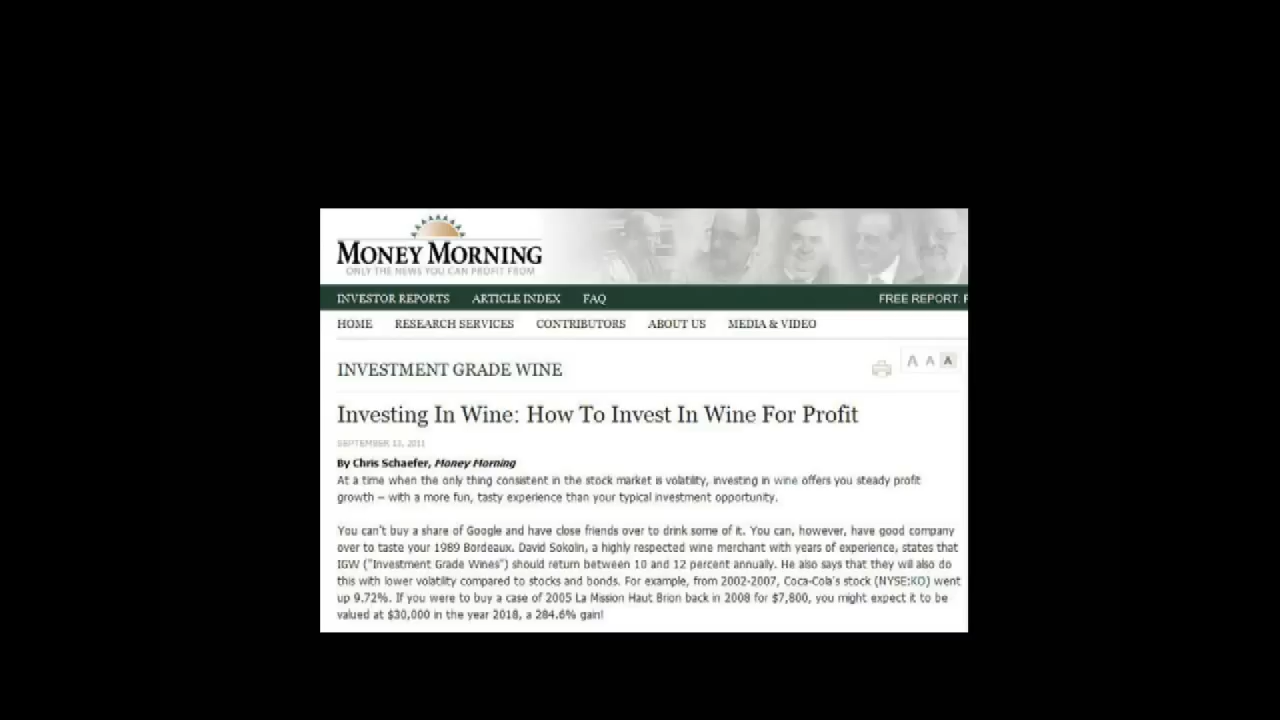 MONEY MORNING
ONLY THE NEWS YOU CAN PROFIT FROM
INVESTOR REPORTS ARTICLE INDEX FAQ FREE REPORT: F
HOME RESEARCH SERVICES CONTRIBUTORS ABOUT US MEDIA & VIDEO
INVESTMENT GRADE WINE A A A
Investing In Wine: How To Invest In Wine For Profit
SEPTEMBER 13, 2011
By Chris Schaefer, Money Morning
At a time when the only thing consistent in the stock market is volatility, investing in wine offers you steady profit
growth – with a more fun, tasty experience than your typical investment opportunity.
You can't buy a share of Google and have close friends over to drink some of it. You can, however, have good company
over to taste your 1989 Bordeaux. David Sokolin, a highly respected wine merchant with years of experience, states that
IGW ("Investment Grade Wines") should return between 10 and 12 percent annually. He also says that they will also do
this with lower volatility compared to stocks and bonds. For example, from 2002-2007, Coca-Cola's stock (NYSE:KO) went
up 9.72%. If you were to buy a case of 2005 La Mission Haut Brion back in 2008 for $7,800, you might expect it to be
valued at $30,000 in the year 2018, a 284.6% gain!